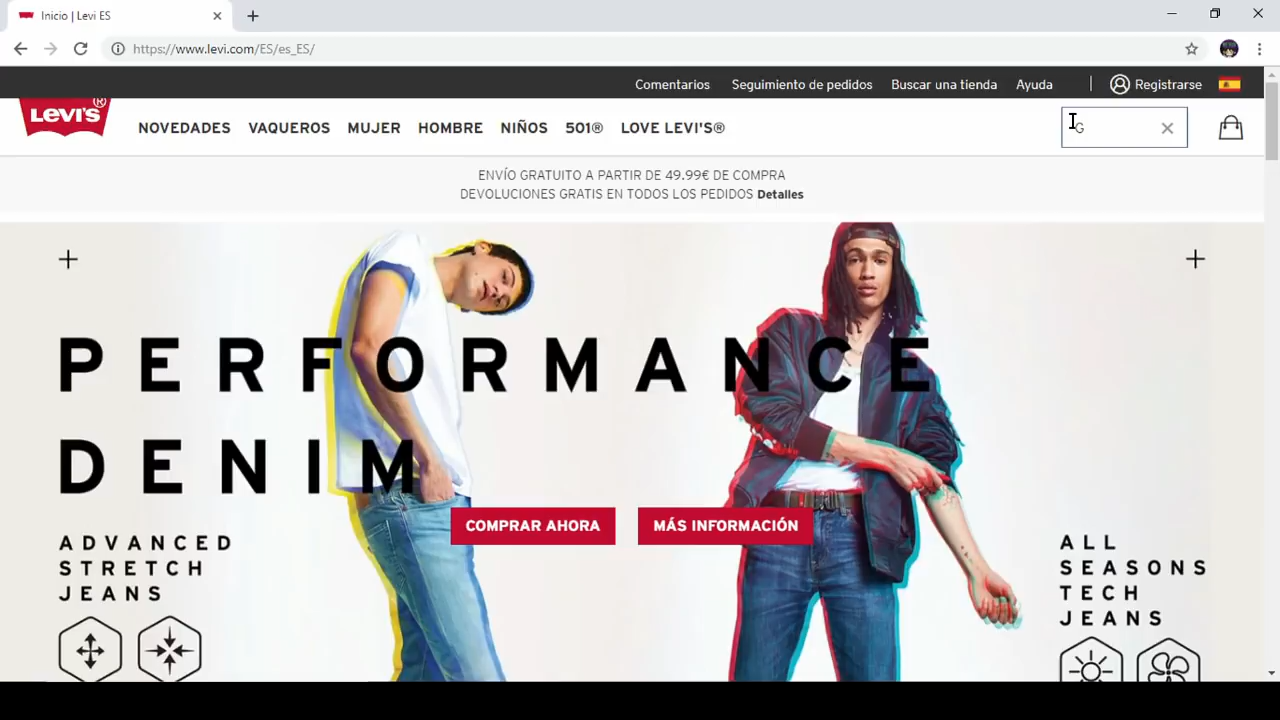 Inicio | Levi ES
https://www.levi.com/ES/es_ES/
Comentarios Seguimiento de pedidos Buscar una tienda Ayuda | Registrarse
LEVI'S®
NOVEDADES VAQUEROS MUJER HOMBRE NIÑOS 501® LOVE LEVI'S®
G
ENVÍO GRATUITO A PARTIR DE 49.99€ DE COMPRA
DEVOLUCIONES GRATIS EN TODOS LOS PEDIDOS Detalles
PERFORMANCE
DENIM
COMPRAR AHORA
MÁS INFORMACIÓN
ADVANCED
STRETCH
JEANS
ALL
SEASONS
TECH
JEANS